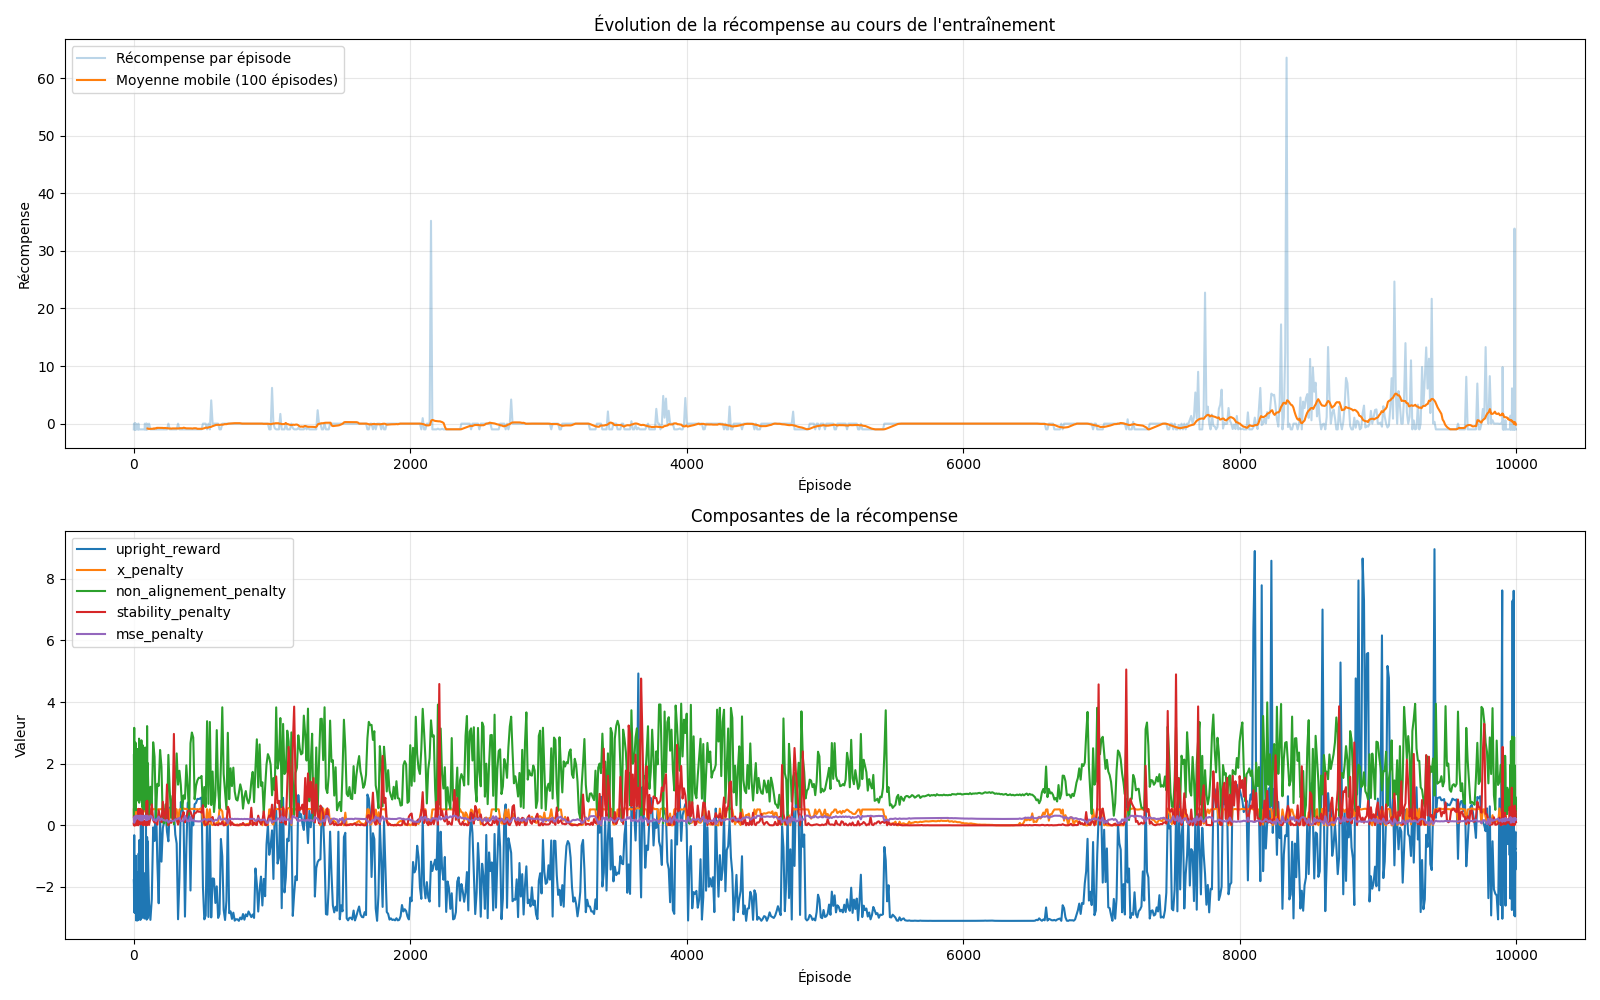 Évolution de la récompense au cours de l'entraînement
Récompense par épisode
Moyenne mobile (100 épisodes)
Récompense
60
50
40
30
20
10
0
0 2000 4000 6000 8000 10000
Épisode
Composantes de la récompense
upright_reward
x_penalty
non_alignement_penalty
stability_penalty
mse_penalty
Valeur
8
6
4
2
0
−2
0 2000 4000 6000 8000 10000
Épisode